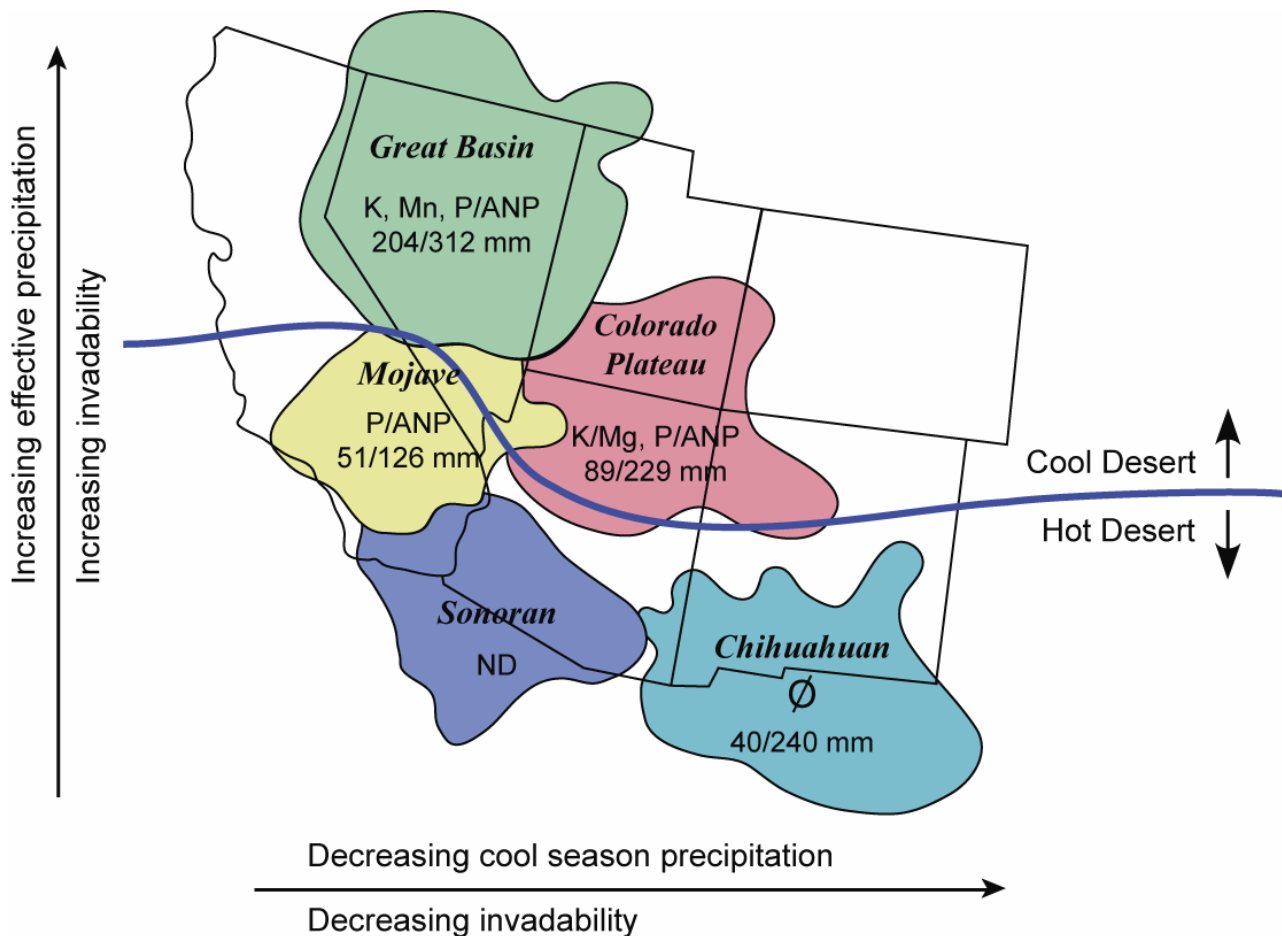 Increasing effective precipitation
Increasing invadability
Great Basin
K, Mn, P/ANP
204/312 mm
Colorado
Plateau
K/Mg, P/ANP
89/229 mm
Mojave
P/ANP
51/126 mm
Cool Desert
Hot Desert
Sonoran
ND
Chihuahuan
Ø
40/240 mm
Decreasing cool season precipitation
Decreasing invadability